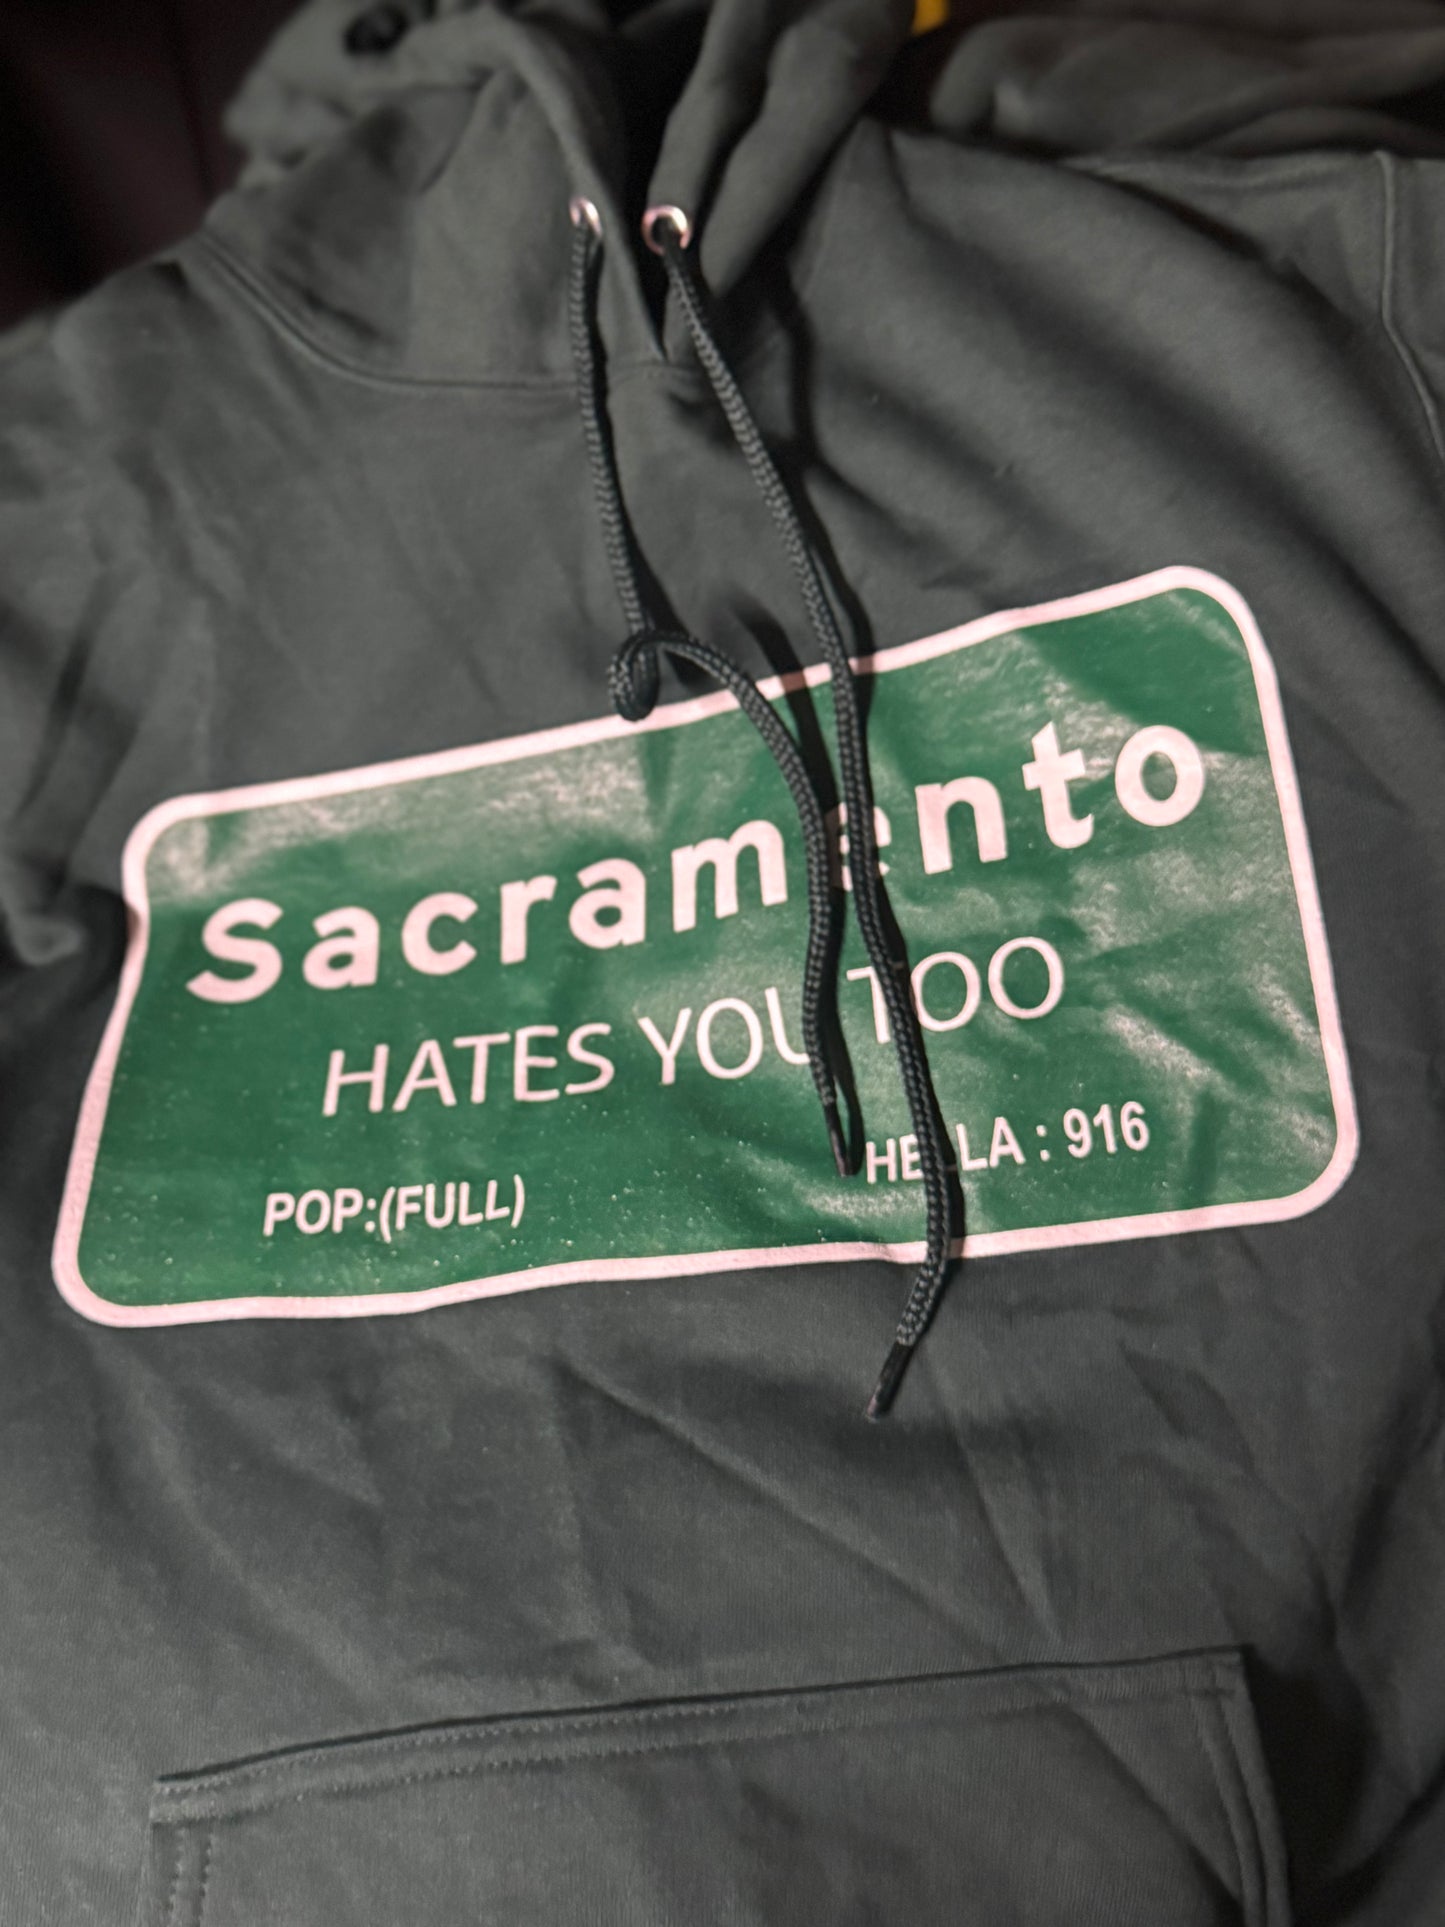 Sacramento
HATES YOU TOO
POP:(FULL) HELLA : 916